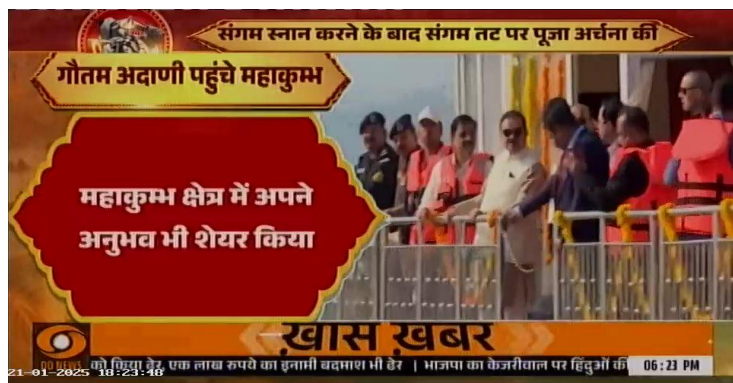 संगम स्नान करने के बाद संगम तट पर पूजा अर्चना की
गौतम अदाणी पहुंचे महाकुम्भ
महाकुम्भ क्षेत्र में अपने
अनुभव भी शेयर किया
ख़ास ख़बर
DD NEWS
को किया ढेर, एक लाख रुपये का इनामी बदमाश भी ढेर | भाजपा का केजरीवाल पर हिंदुओं की
06:23 PM
21-01-2025 18:23:48